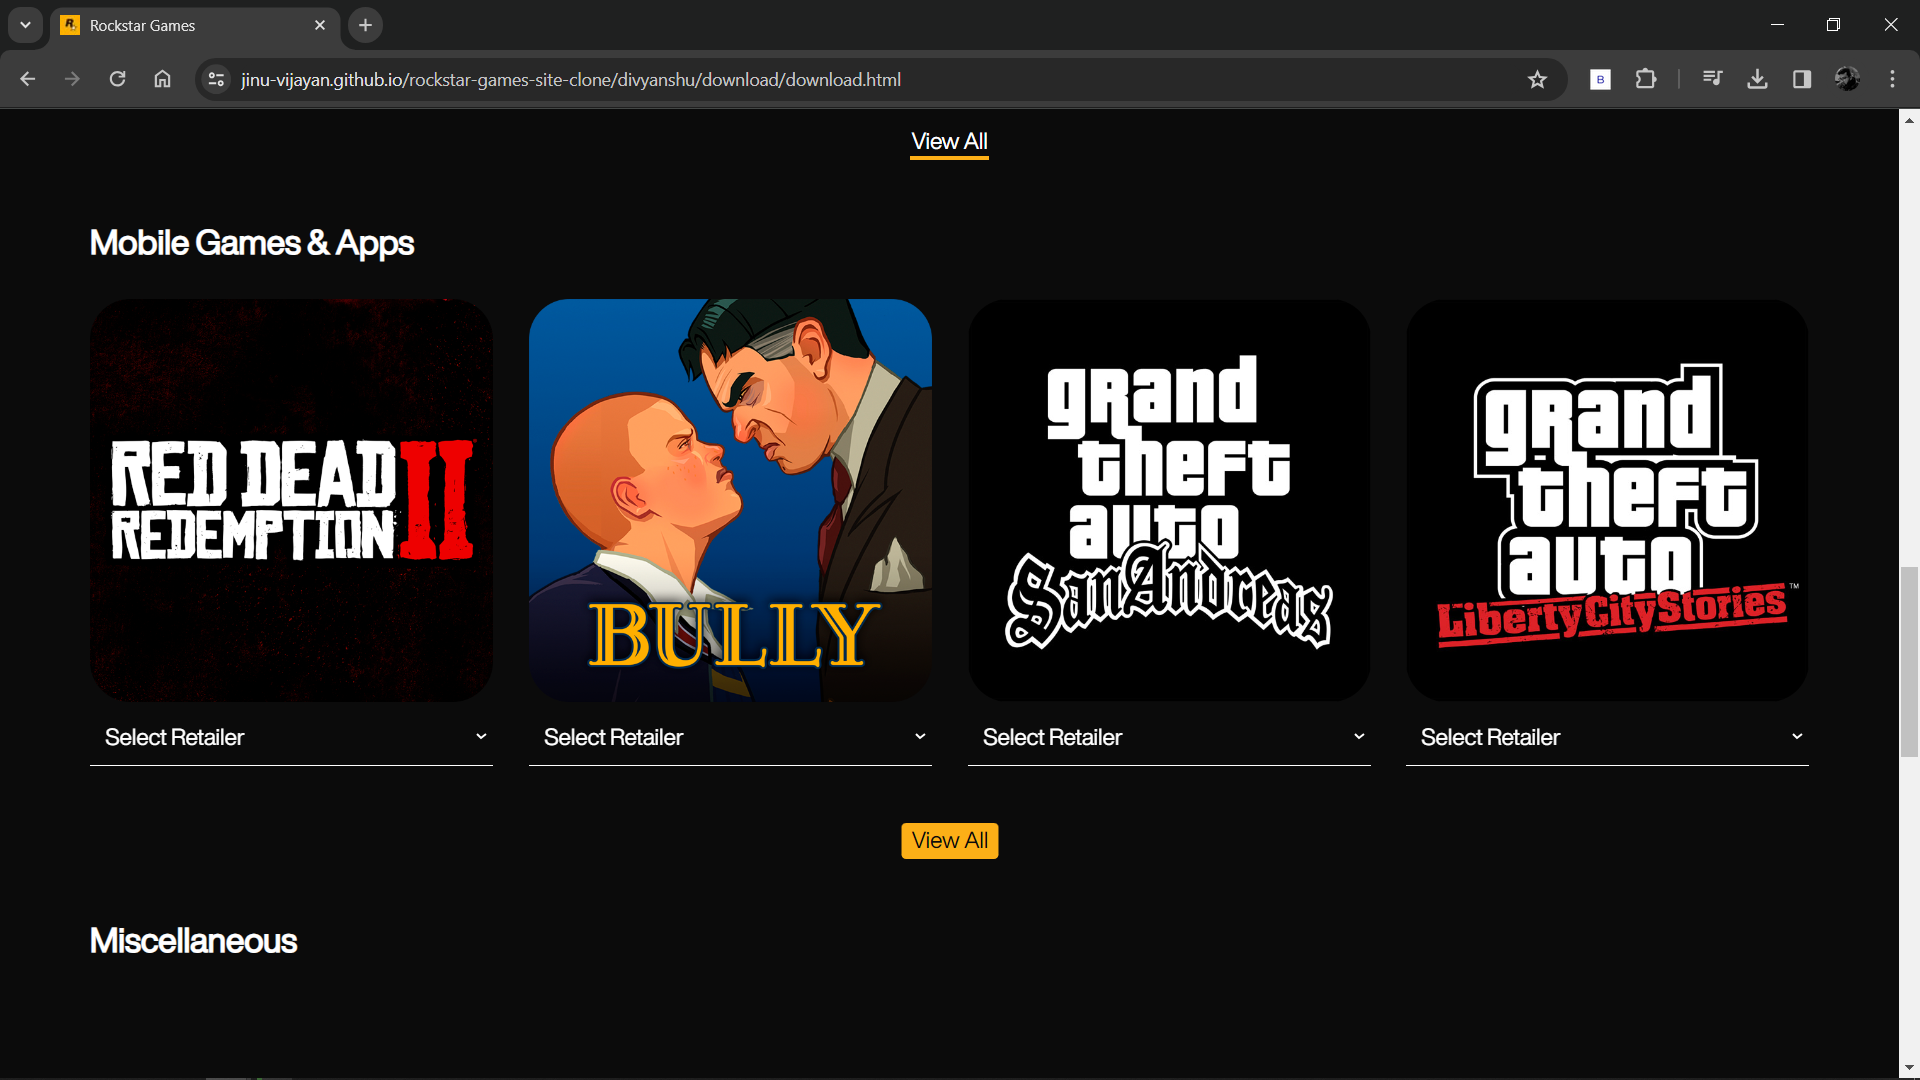 Rockstar Games
jinu-vijayan.github.io/rockstar-games-site-clone/divyanshu/download/download.html
B
View All
Mobile Games & Apps
RED DEAD
REDEMPTION II
BULLY
grand
theft
auto
San Andreas
grand
theft
auto
Liberty City Stories™
Select Retailer
Select Retailer
Select Retailer
Select Retailer
View All
Miscellaneous